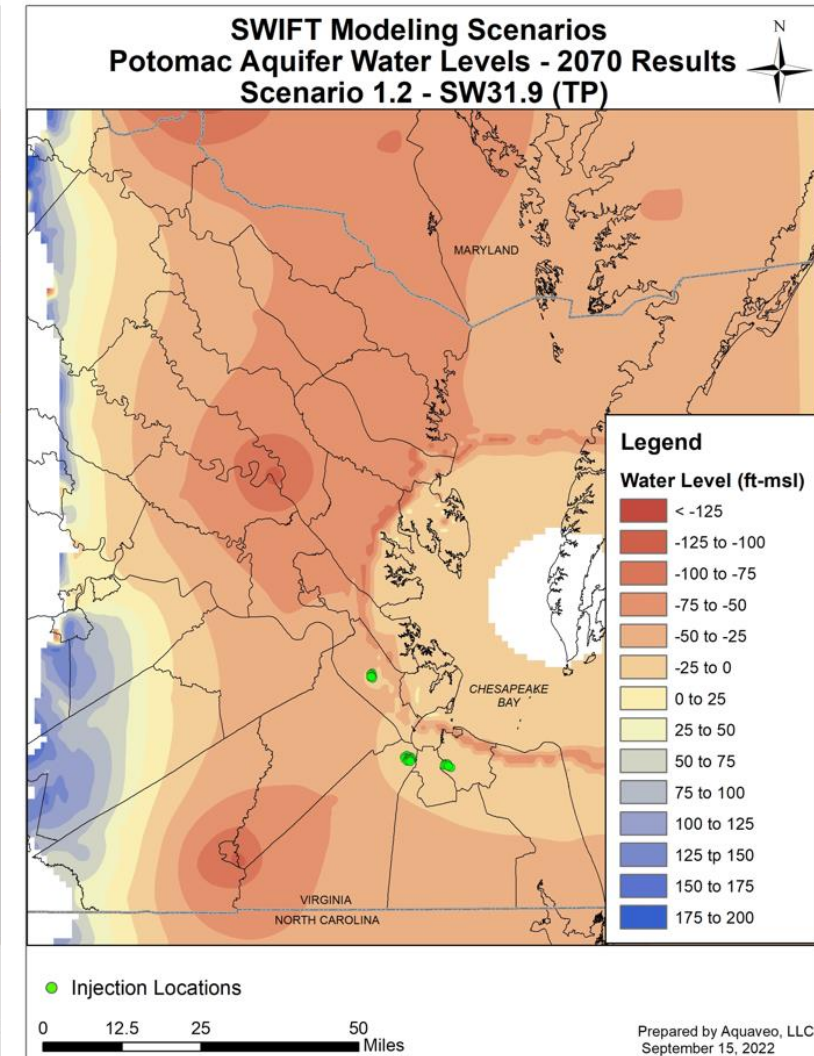 SWIFT Modeling Scenarios
Potomac Aquifer Water Levels - 2070 Results
Scenario 1.2 - SW31.9 (TP)
N
MARYLAND
CHESAPEAKE
BAY
VIRGINIA
NORTH CAROLINA
Legend
Water Level (ft-msl)
< -125
-125 to -100
-100 to -75
-75 to -50
-50 to -25
-25 to 0
0 to 25
25 to 50
50 to 75
75 to 100
100 to 125
125 tp 150
150 to 175
175 to 200
Injection Locations
0 12.5 25 50
Miles
Prepared by Aquaveo, LLC
September 15, 2022